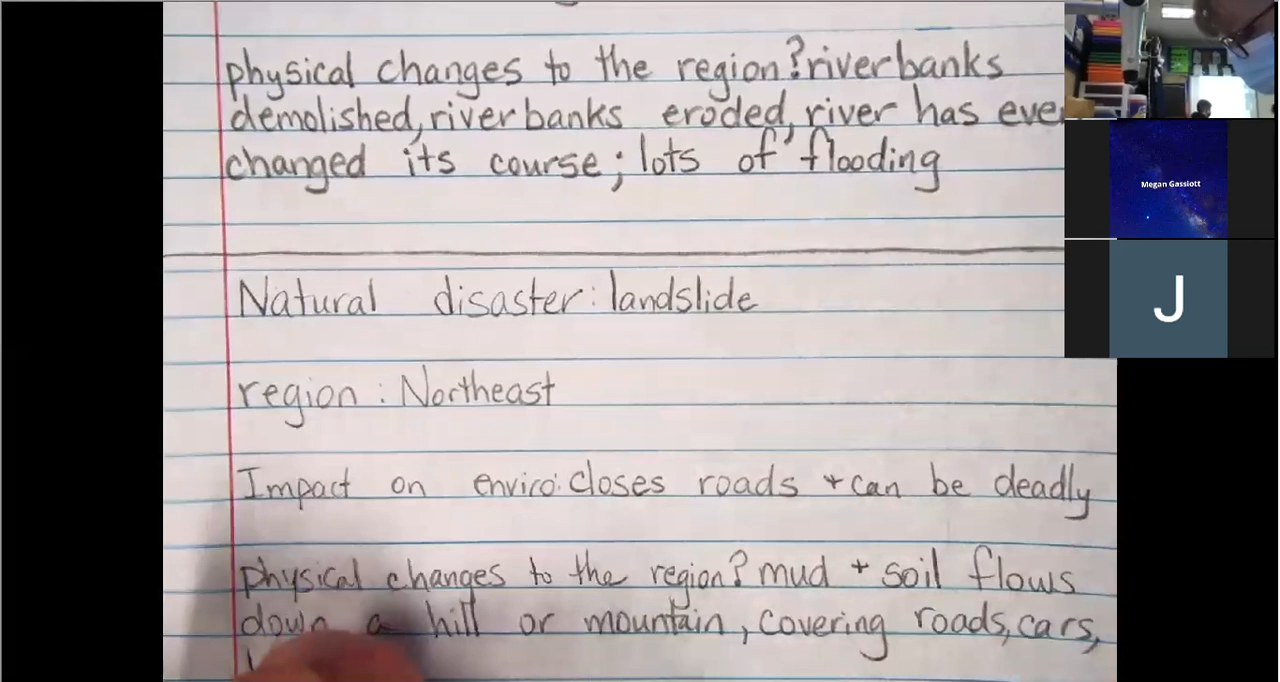 physical changes to the region? riverbanks
demolished, riverbanks eroded, river has eve
changed its course; lots of flooding
Natural disaster: landslide
region: Northeast
Impact on enviro: closes roads + can be deadly
physical changes to the region? mud + soil flows
down a hill or mountain, covering roads, cars,
Megan Gassiott
J